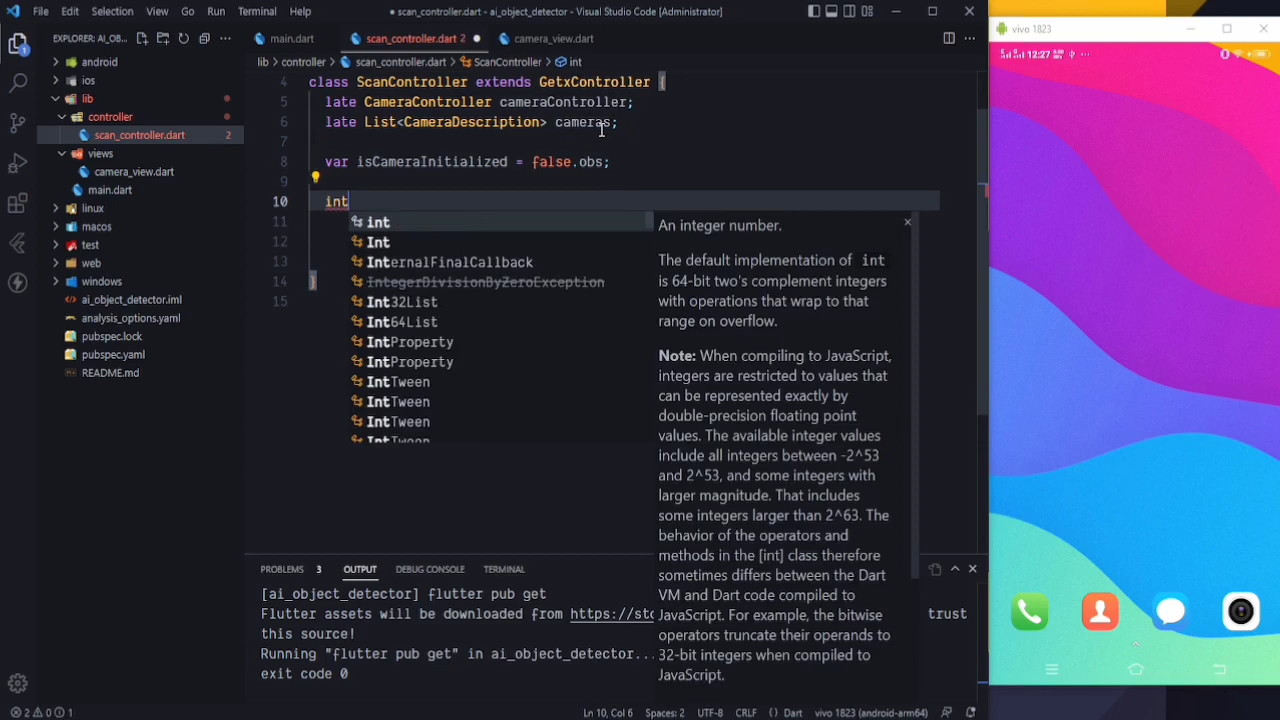 File Edit Selection View Go Run Terminal Help
scan_controller.dart - ai_object_detector - Visual Studio Code [Administrator]
vivo 1823
EXPLORER: AI_OB...
main.dart
scan_controller.dart 2
camera_view.dart
lib > controller > scan_controller.dart > ScanController > int
12:27
android
ios
lib
controller
scan_controller.dart 2
views
camera_view.dart
main.dart
linux
macos
test
web
windows
ai_object_detector.iml
analysis_options.yaml
pubspec.lock
pubspec.yaml
README.md
1
4 class ScanController extends GetxController {
5 late CameraController cameraController;
6 late List<CameraDescription> cameras;
7
8 var isCameraInitialized = false.obs;
9
10 int
11
12
13
14 }
15
int
Int
InternalFinalCallback
IntegerDivisionByZeroException
Int32List
Int64List
IntProperty
IntProperty
IntTween
IntTween
IntTween
IntTween
An integer number.
The default implementation of int
is 64-bit two's complement integers
with operations that wrap to that
range on overflow.
Note: When compiling to JavaScript,
integers are restricted to values that
can be represented exactly by
double-precision floating point
values. The available integer values
include all integers between -2^53
and 2^53, and some integers with
larger magnitude. That includes
some integers larger than 2^63. The
behavior of the operators and
methods in the [int] class therefore
sometimes differs between the Dart
VM and Dart code compiled to
JavaScript. For example, the bitwise
operators truncate their operands to
32-bit integers when compiled to
JavaScript.
PROBLEMS 3 OUTPUT DEBUG CONSOLE TERMINAL
[ai_object_detector] flutter pub get
Flutter assets will be downloaded from https://sto trust
this source!
Running "flutter pub get" in ai_object_detector...
exit code 0
2 0 1 Ln 10, Col 6 Spaces: 2 UTF-8 CRLF {} Dart vivo 1823 (android-arm64)